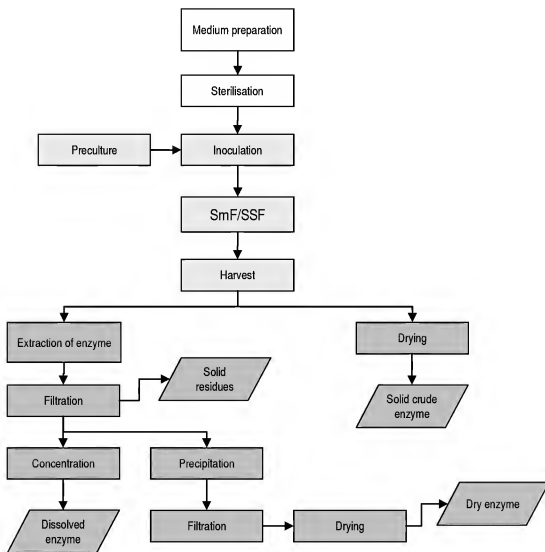 Medium preparation
Sterilisation
Preculture
Inoculation
SmF/SSF
Harvest
Extraction of enzyme
Drying
Solid
residues
Filtration
Solid crude
enzyme
Concentration
Precipitation
Dry enzyme
Dissolved
enzyme
Filtration
Drying